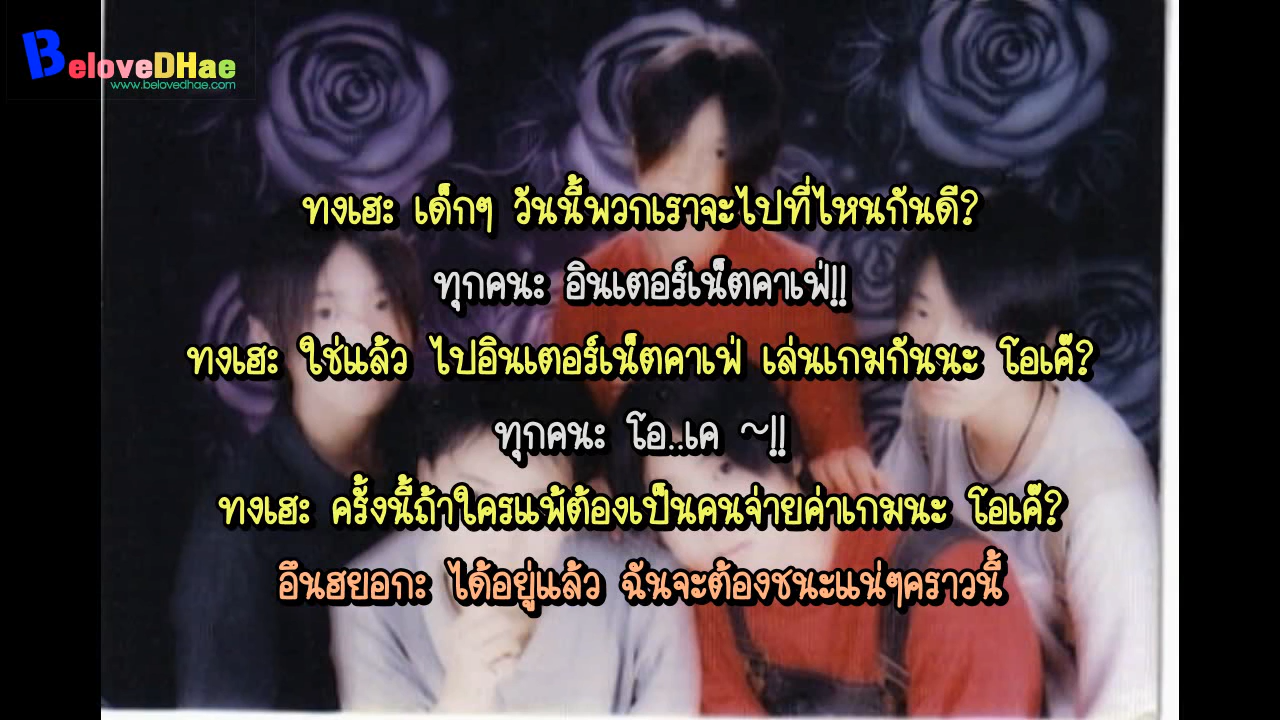 BeloveDHae
www.belovedhae.com
ทงเฮะ เด็กๆ วันนี้พวกเราจะไปที่ไหนกันดี?
ทุกคนะ อินเตอร์เน็ตคาเฟ่!!
ทงเฮะ ใช่แล้ว ไปอินเตอร์เน็ตคาเฟ่ เล่นเกมกันนะ โอเค๊?
ทุกคนะ โอ..เค ~!!
ทงเฮะ ครั้งนี้ถ้าใครแพ้ต้องเป็นคนจ่ายค่าเกมนะ โอเค๊?
อึนฮยอกะ ได้อยู่แล้ว ฉันจะต้องชนะแน่ๆคราวนี้